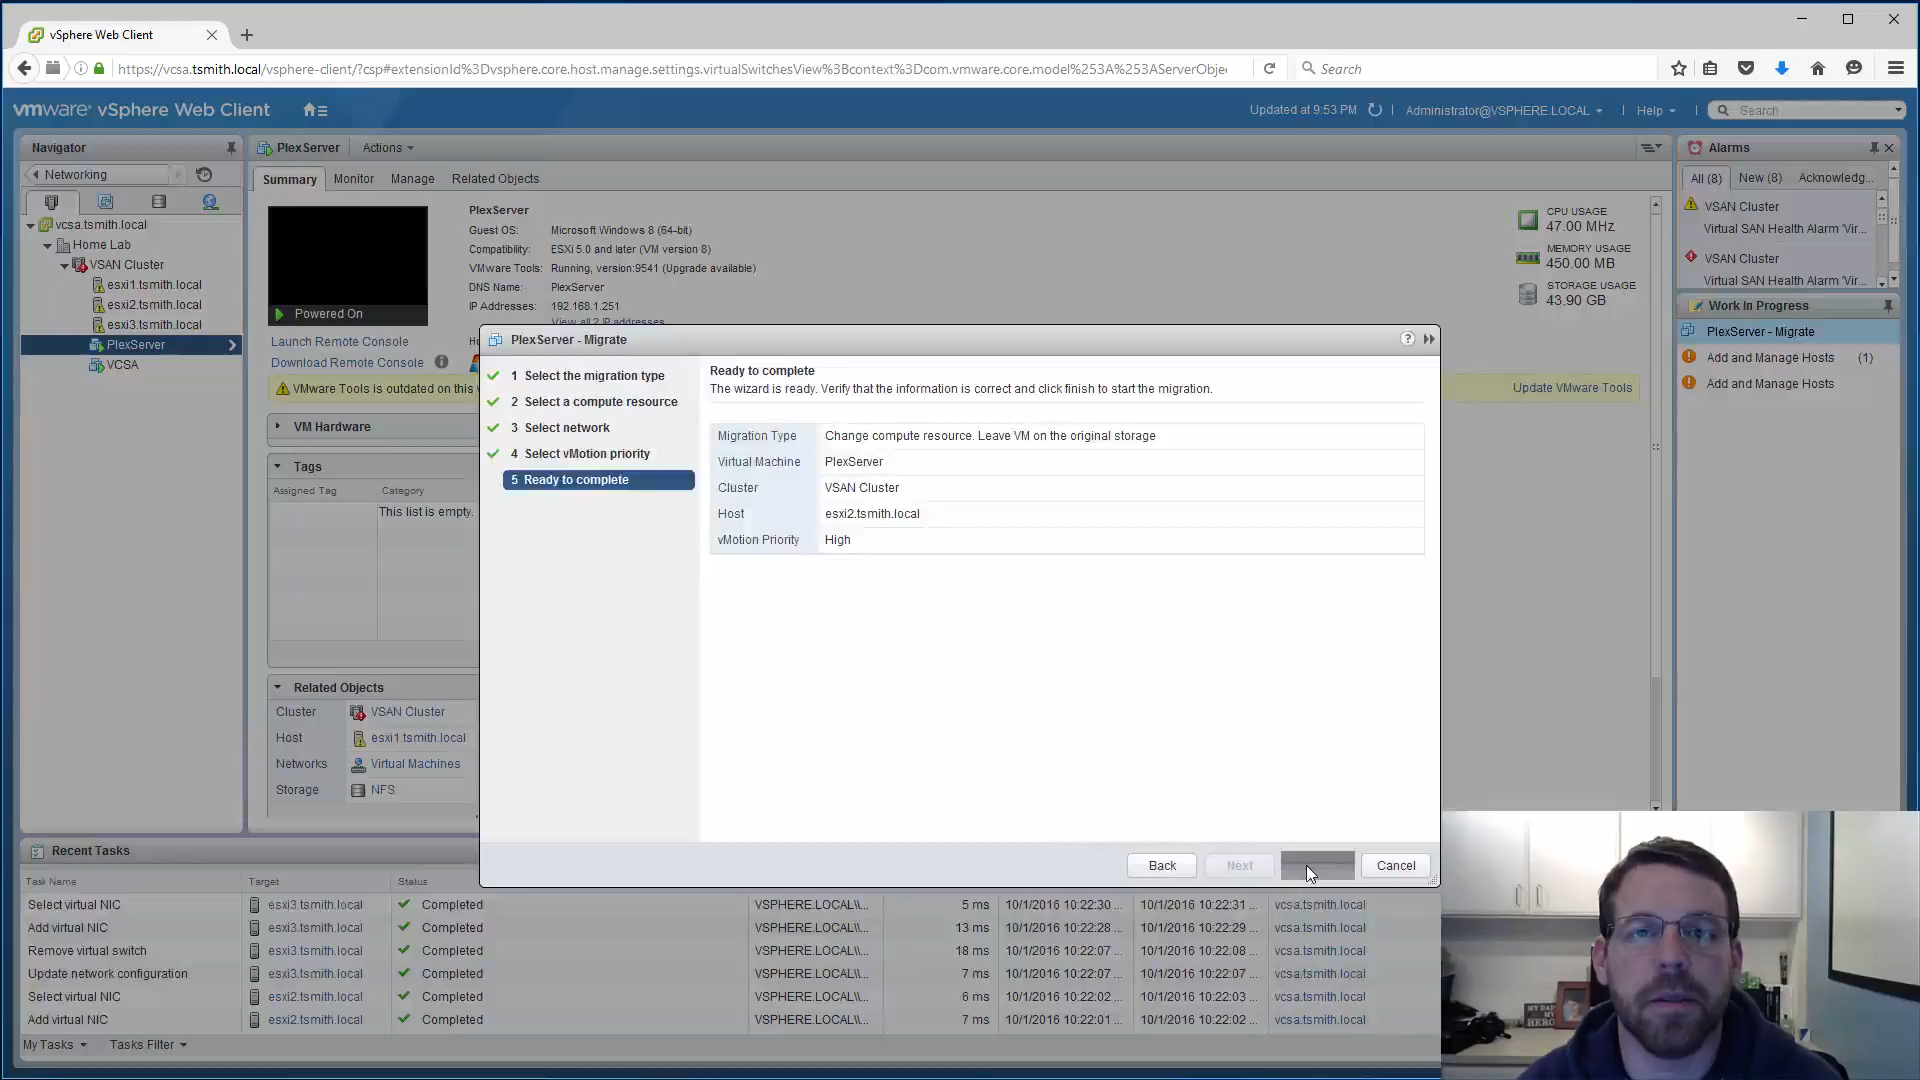 vSphere Web Client
https://vcsa.tsmith.local/vsphere-client/?csp#extensionId%3Dvsphere.core.host.manage.settings.virtualSwitchesView%3Bcontext%3Dcom.vmware.core.model%253A%253AServerObje
Search
vmware® vSphere Web Client
Updated at 9:53 PM
Administrator@VSPHERE.LOCAL
Help
Search
Navigator
Networking
vcsa.tsmith.local
Home Lab
VSAN Cluster
esxi1.tsmith.local
esxi2.tsmith.local
esxi3.tsmith.local
PlexServer
VCSA
PlexServer
Actions
Summary
Monitor
Manage
Related Objects
Powered On
Launch Remote Console
Download Remote Console
PlexServer
Guest OS: Microsoft Windows 8 (64-bit)
Compatibility: ESXi 5.0 and later (VM version 8)
VMware Tools: Running, version:9541 (Upgrade available)
DNS Name: PlexServer
IP Addresses: 192.168.1.251
View all 2 IP addresses
CPU USAGE
47.00 MHz
MEMORY USAGE
450.00 MB
STORAGE USAGE
43.90 GB
VMware Tools is outdated on this
Update VMware Tools
VM Hardware
Tags
Assigned Tag
Category
This list is empty.
Related Objects
Cluster VSAN Cluster
Host esxi1.tsmith.local
Networks Virtual Machines
Storage NFS
PlexServer - Migrate
1 Select the migration type
2 Select a compute resource
3 Select network
4 Select vMotion priority
5 Ready to complete
Ready to complete
The wizard is ready. Verify that the information is correct and click finish to start the migration.
Migration Type Change compute resource. Leave VM on the original storage
Virtual Machine PlexServer
Cluster VSAN Cluster
Host esxi2.tsmith.local
vMotion Priority High
Back
Next
Cancel
Alarms
All (8)
New (8)
Acknowledg...
VSAN Cluster
Virtual SAN Health Alarm 'Vir...
VSAN Cluster
Virtual SAN Health Alarm 'Vir...
Work In Progress
PlexServer - Migrate
Add and Manage Hosts (1)
Add and Manage Hosts
Recent Tasks
Task Name Target Status
Select virtual NIC esxi3.tsmith.local Completed VSPHERE.LOCAL\\... 5 ms 10/1/2016 10:22:30 ... 10/1/2016 10:22:31 ... vcsa.tsmith.local
Add virtual NIC esxi3.tsmith.local Completed VSPHERE.LOCAL\\... 13 ms 10/1/2016 10:22:28 ... 10/1/2016 10:22:29 ... vcsa.tsmith.local
Remove virtual switch esxi3.tsmith.local Completed VSPHERE.LOCAL\\... 18 ms 10/1/2016 10:22:07 ... 10/1/2016 10:22:08 ... vcsa.tsmith.local
Update network configuration esxi3.tsmith.local Completed VSPHERE.LOCAL\\... 7 ms 10/1/2016 10:22:07 ... 10/1/2016 10:22:07 ... vcsa.tsmith.local
Select virtual NIC esxi2.tsmith.local Completed VSPHERE.LOCAL\\... 6 ms 10/1/2016 10:22:02 ... 10/1/2016 10:22:03 ... vcsa.tsmith.local
Add virtual NIC esxi2.tsmith.local Completed VSPHERE.LOCAL\\... 7 ms 10/1/2016 10:22:01 ... 10/1/2016 10:22:02 ... vcsa.tsmith.local
My Tasks
Tasks Filter
MY DAD
MY
HERO